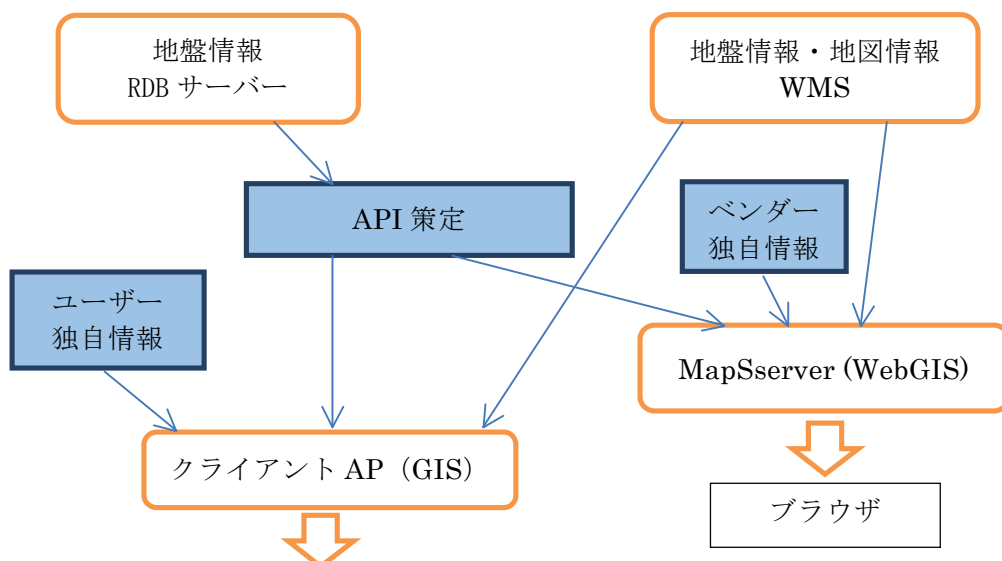 地盤情報
RDB サーバー
地盤情報・地図情報
WMS
API 策定
ベンダー
独自情報
ユーザー
独自情報
MapSserver (WebGIS)
クライアント AP（GIS）
ブラウザ